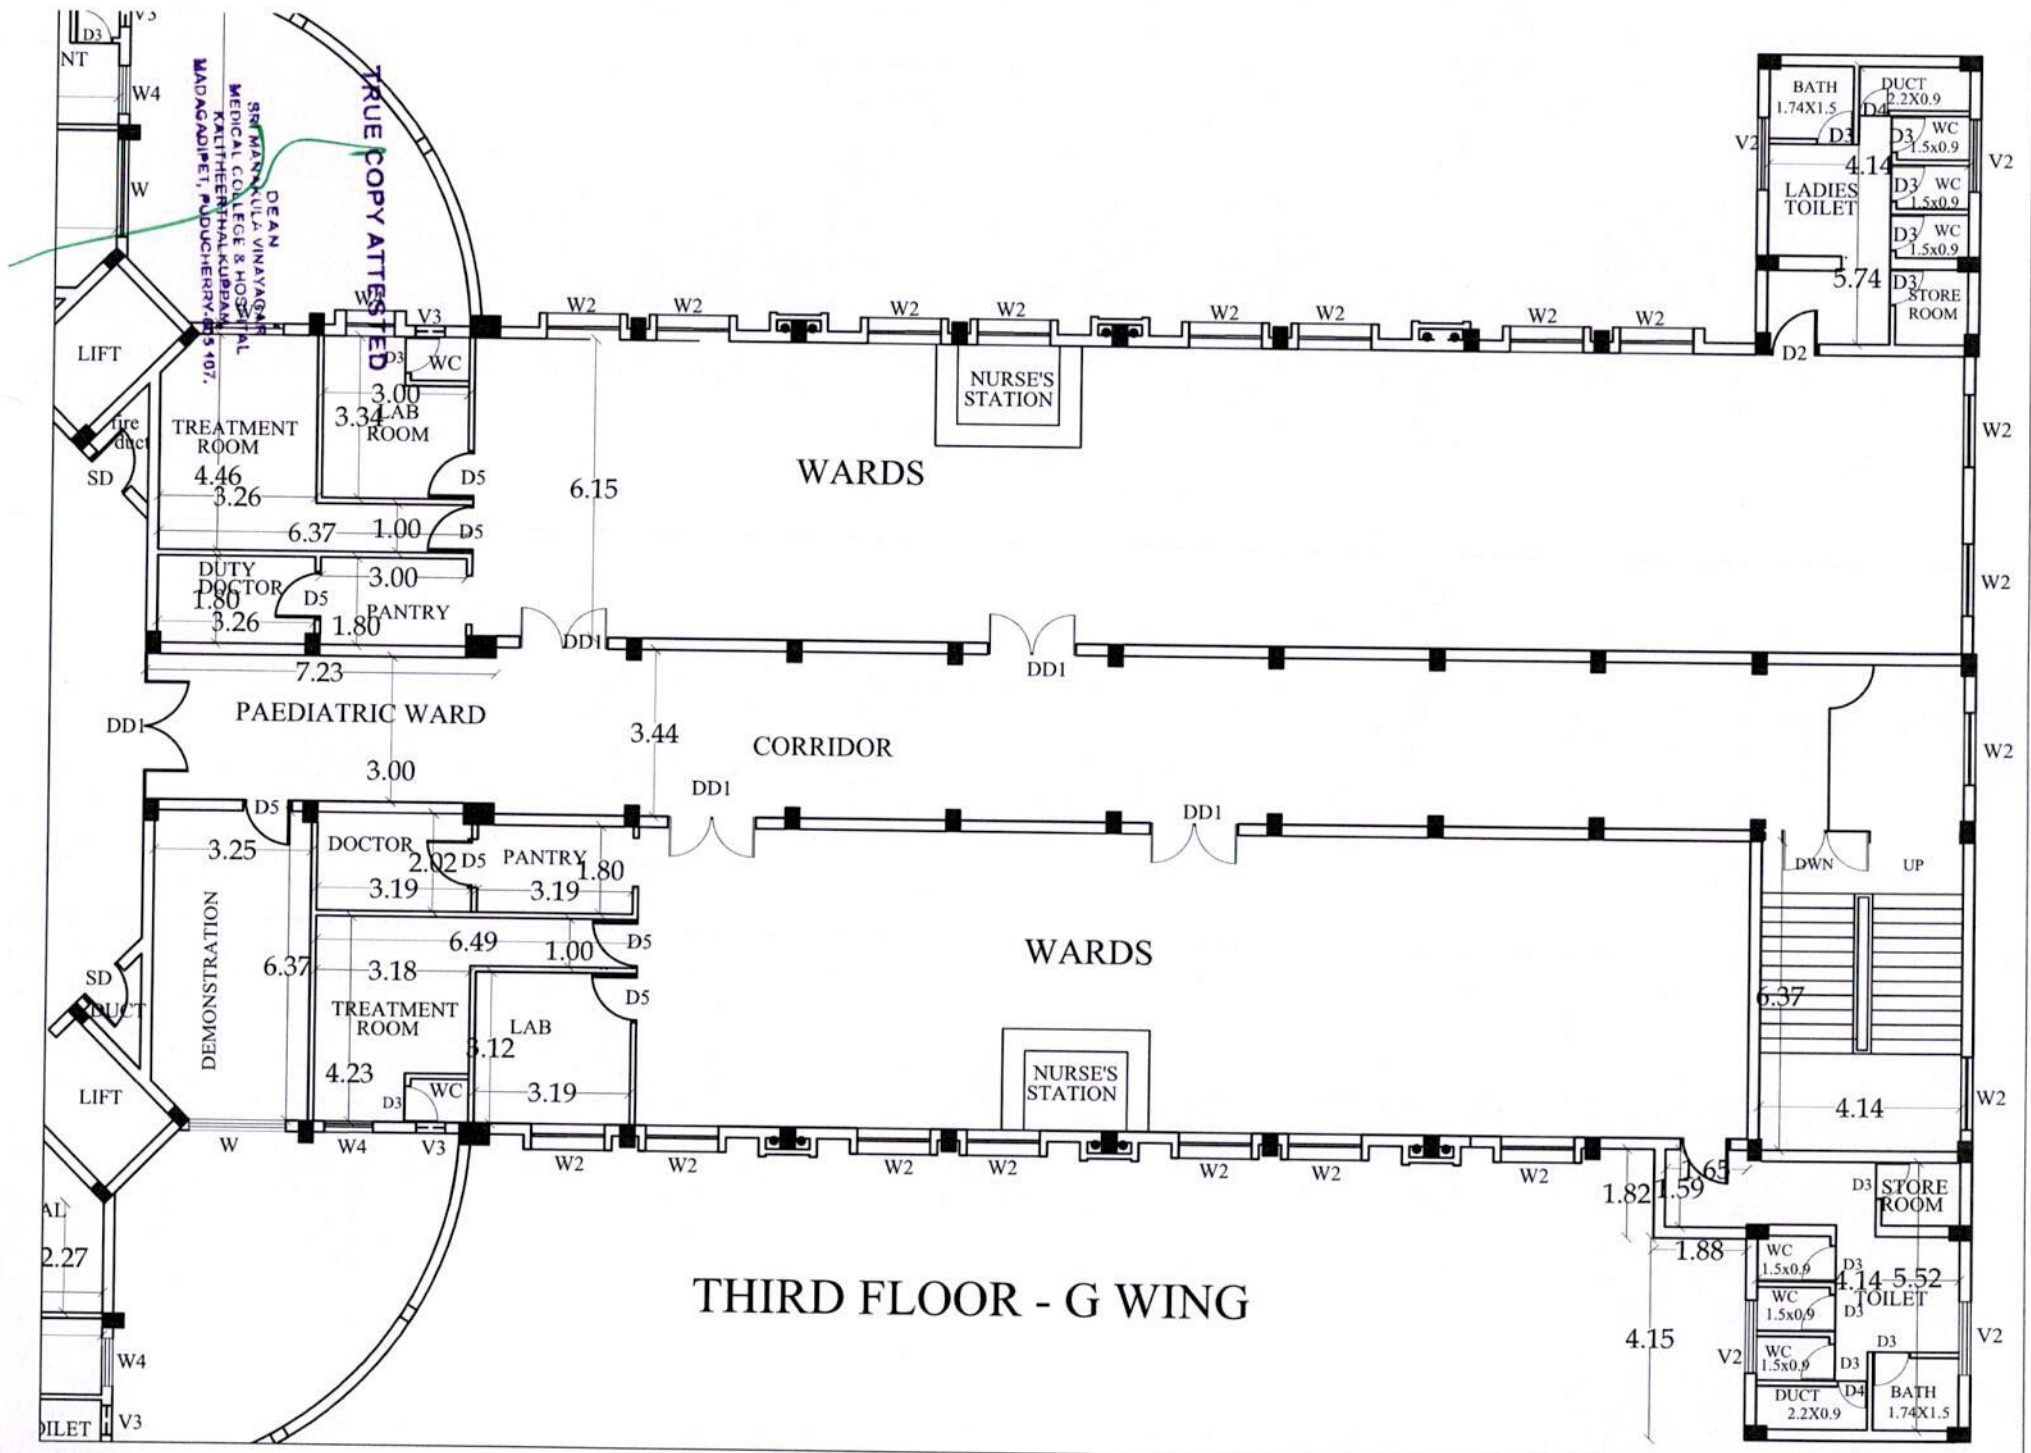 V3
D3
NT
W4
W
TRUE COPY ATTESTED
DEAN
SRI MANAKULA VINAYAGAR
MEDICAL COLLEGE & HOSPITAL
KALITHEERTHALKUPPAM
MADAGADIPET, PUDUCHERRY-605 107.
BATH
1.74X1.5
DUCT
2.2X0.9
D4
D3
D3
WC
1.5x0.9
V2
4.14
V2
LADIES
TOILET
D3
WC
1.5x0.9
D3
WC
1.5x0.9
5.74
D3
STORE
ROOM
D2
V3
W2
W2
W2
W2
W2
W2
W2
W2
LIFT
D3
WC
3.00
3.34
LAB
ROOM
NURSE'S
STATION
fire
duct
TREATMENT
ROOM
SD
4.46
3.26
D5
6.15
WARDS
W2
6.37
1.00
D5
DUTY
DOCTOR
1.80
3.26
D5
3.00
PANTRY
1.80
W2
DD1
DD1
7.23
DD1
PAEDIATRIC WARD
3.44
CORRIDOR
W2
3.00
DD1
DD1
D5
3.25
DOCTOR
2.02
D5
3.19
PANTRY
1.80
3.19
DWN
UP
DEMONSTRATION
6.37
6.49
1.00
D5
3.18
WARDS
SD
DUCT
D5
6.37
TREATMENT
ROOM
LAB
3.12
4.23
3.19
NURSE'S
STATION
LIFT
D3
WC
4.14
W2
W
W4
V3
W2
W2
W2
W2
W2
W2
W2
1.82
1.59
.65
D3
STORE
ROOM
AL
2.27
1.88
WC
1.5x0.9
D3
4.14
5.52
TOILET
WC
1.5x0.9
D3
THIRD FLOOR - G WING
4.15
V2
WC
1.5x0.9
D3
D3
V2
W4
DUCT
2.2X0.9
D4
BATH
1.74X1.5
OILET
V3